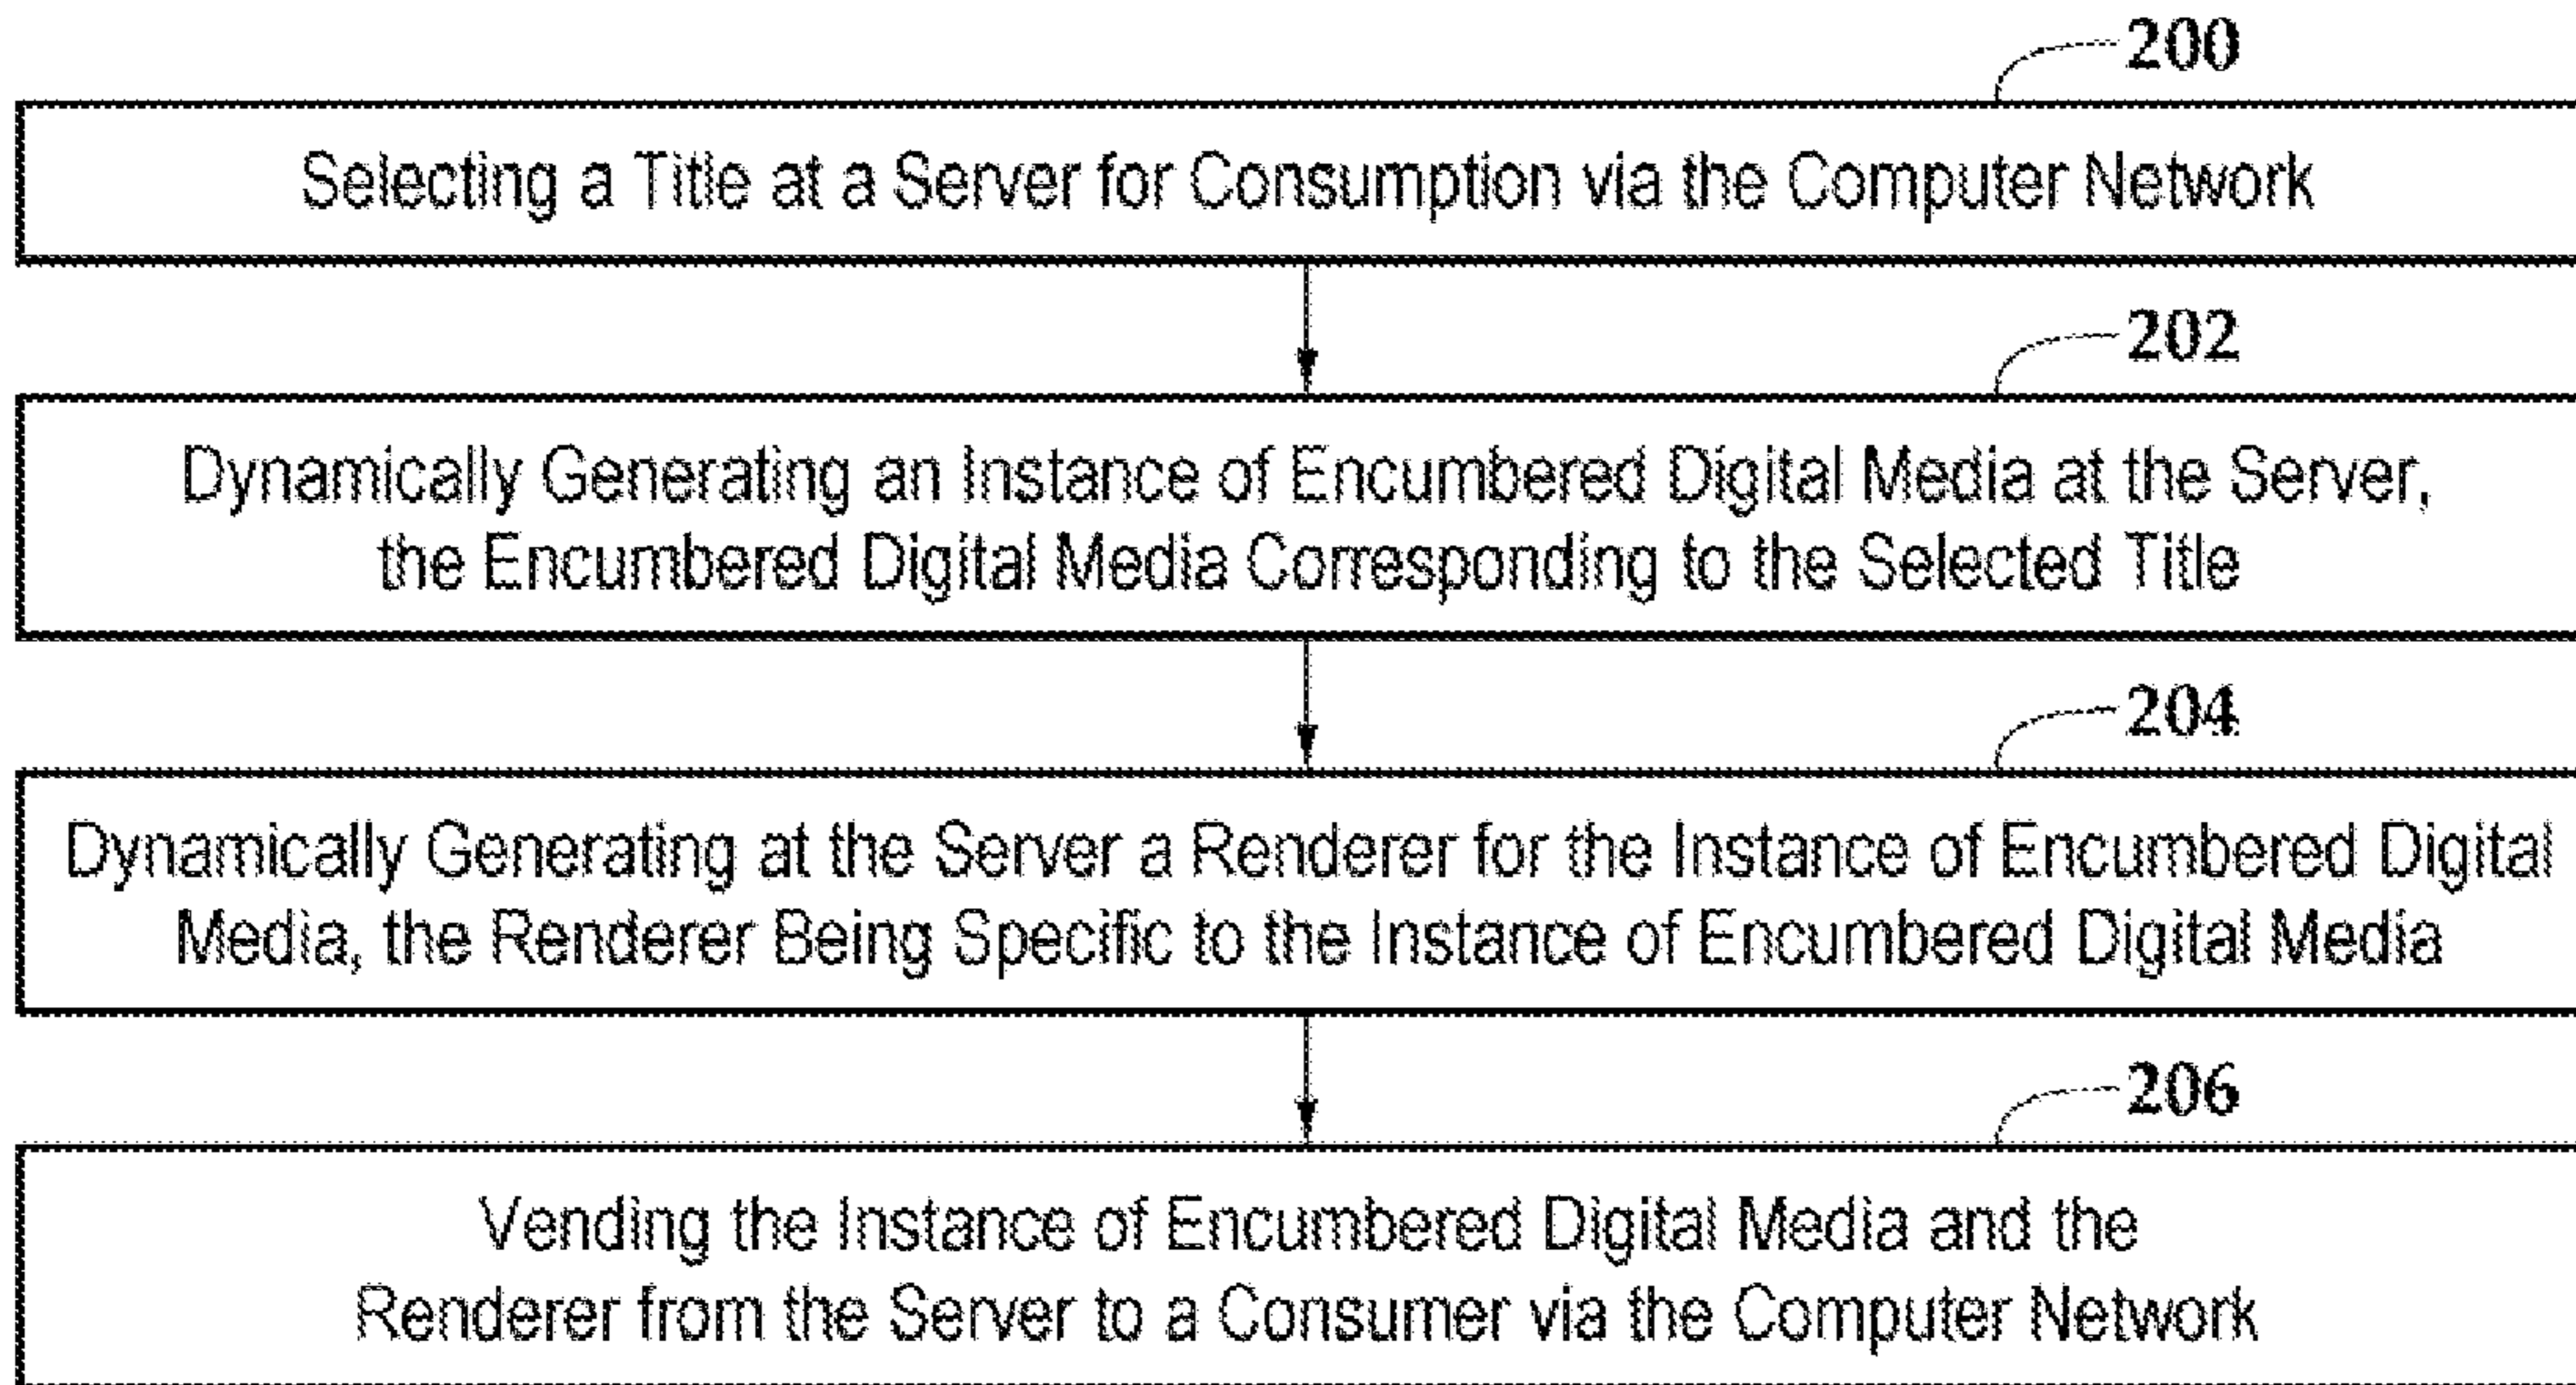 200
Selecting a Title at a Server for Consumption via the Computer Network
202
Dynamically Generating an Instance of Encumbered Digital Media at the Server,
the Encumbered Digital Media Corresponding to the Selected Title
204
Dynamically Generating at the Server a Renderer for the Instance of Encumbered Digital
Media, the Renderer Being Specific to the Instance of Encumbered Digital Media
206
Vending the Instance of Encumbered Digital Media and the
Renderer from the Server to a Consumer via the Computer Network